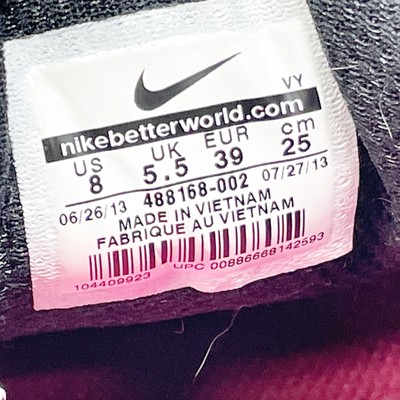 VY
nikebetterworld.com
US UK EUR cm
8 5.5 39 25
06/26/13 488168-002 07/27/13
MADE IN VIETNAM
FABRIQUE AU VIETNAM
104409923 UPC 00886668142593